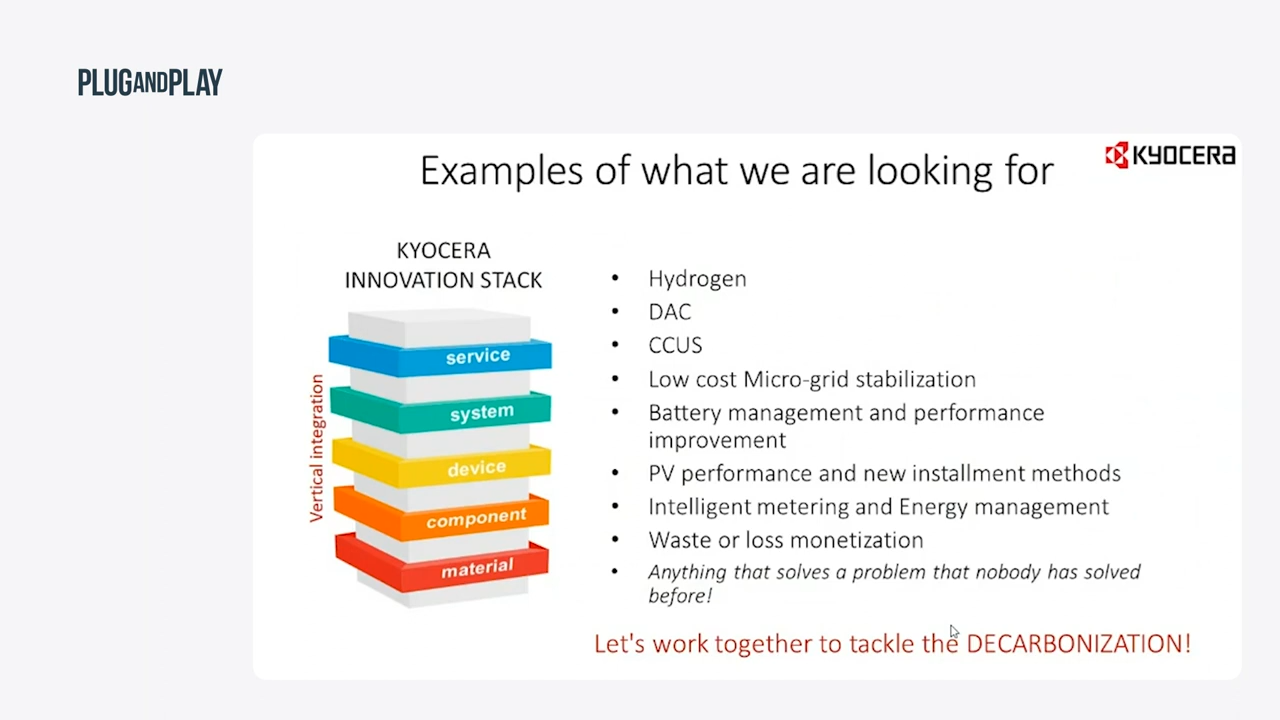 PLUGANDPLAY
KYOCERA
Examples of what we are looking for
KYOCERA
INNOVATION STACK
Vertical integration
service
system
device
component
material
• Hydrogen
• DAC
• CCUS
• Low cost Micro-grid stabilization
• Battery management and performance
improvement
• PV performance and new installment methods
• Intelligent metering and Energy management
• Waste or loss monetization
• Anything that solves a problem that nobody has solved
before!
Let's work together to tackle the DECARBONIZATION!